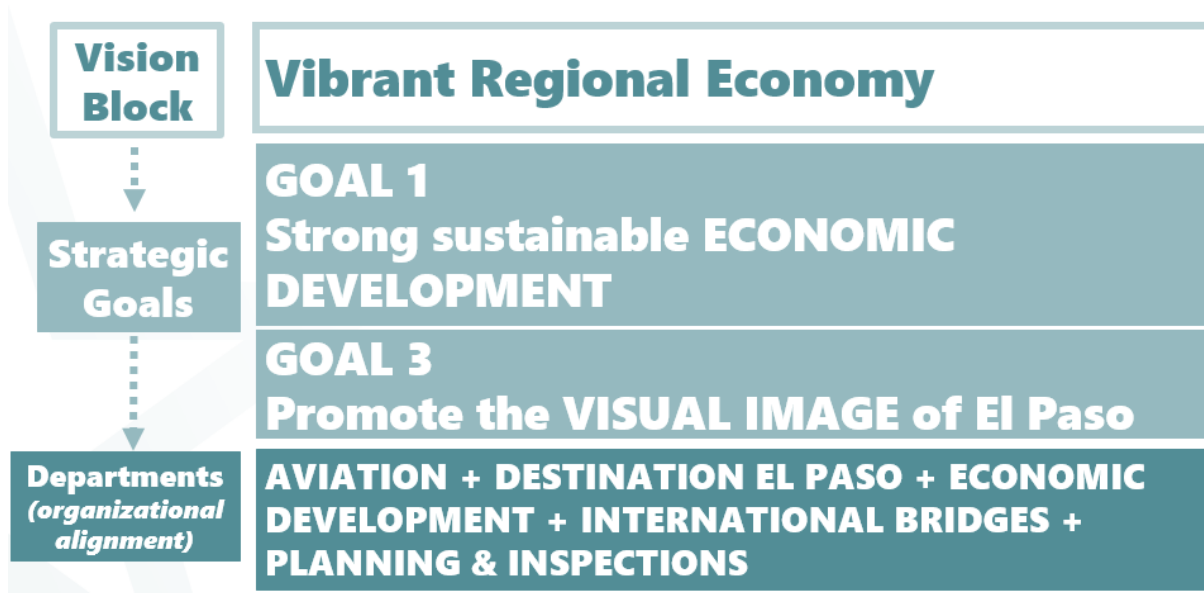 Vision
Block
Vibrant Regional Economy
Strategic
Goals
GOAL 1
Strong sustainable ECONOMIC
DEVELOPMENT
GOAL 3
Promote the VISUAL IMAGE of El Paso
Departments
(organizational
alignment)
AVIATION + DESTINATION EL PASO + ECONOMIC
DEVELOPMENT + INTERNATIONAL BRIDGES +
PLANNING & INSPECTIONS